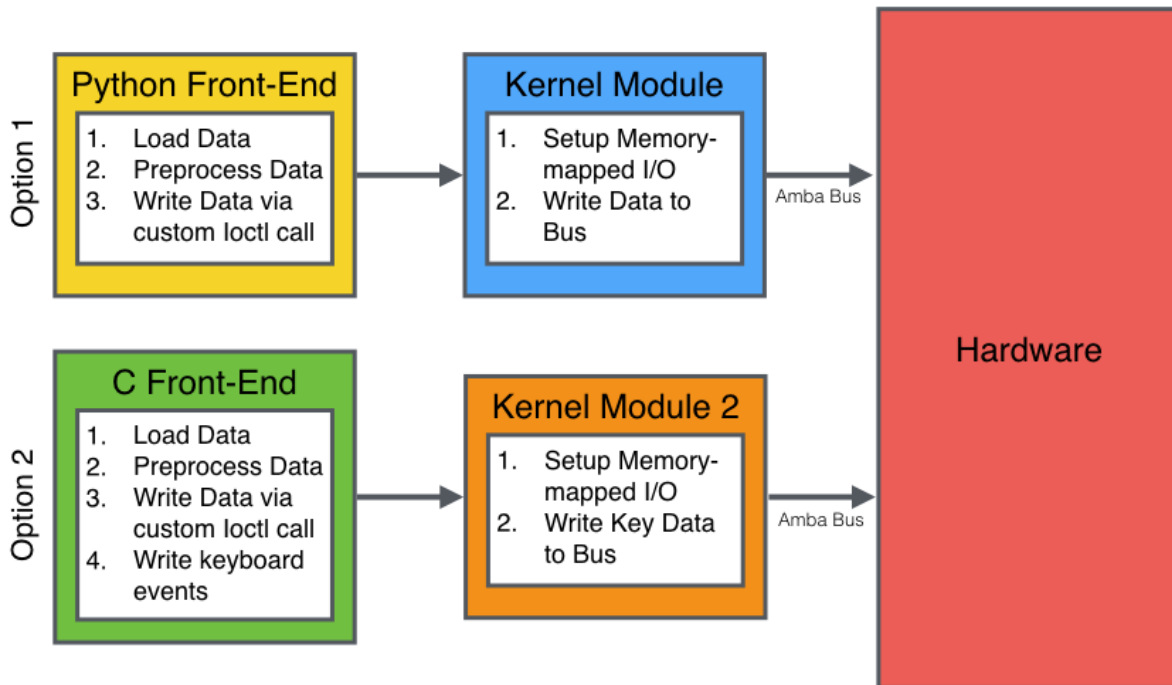 Option 1
Python Front-End
1. Load Data
2. Preprocess Data
3. Write Data via
custom Ioctl call
Kernel Module
1. Setup Memory-
mapped I/O
2. Write Data to
Bus
Amba Bus
Hardware
Option 2
C Front-End
1. Load Data
2. Preprocess Data
3. Write Data via
custom Ioctl call
4. Write keyboard
events
Kernel Module 2
1. Setup Memory-
mapped I/O
2. Write Key Data
to Bus
Amba Bus